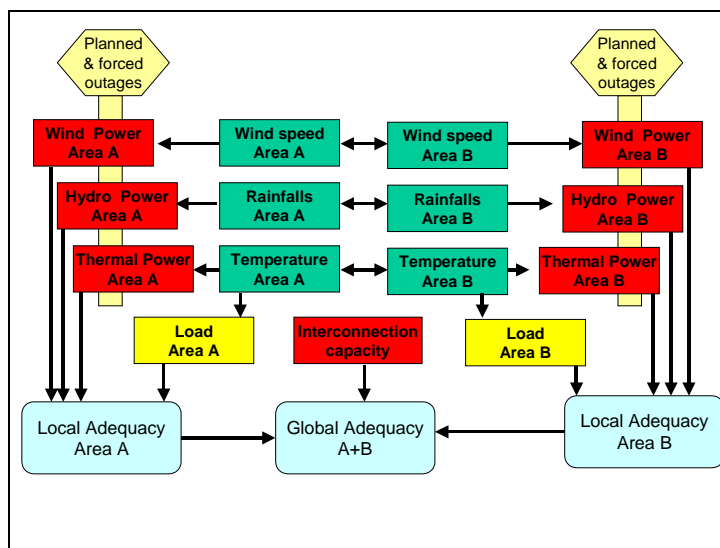 Planned
& forced
outages
Planned
& forced
outages
Wind Power
Area A
Wind speed
Area A
Wind speed
Area B
Wind Power
Area B
Hydro Power
Area A
Rainfalls
Area A
Rainfalls
Area B
Hydro Power
Area B
Thermal Power
Area A
Temperature
Area A
Temperature
Area B
Thermal Power
Area B
Load
Area A
Interconnection
capacity
Load
Area B
Local Adequacy
Area A
Global Adequacy
A+B
Local Adequacy
Area B